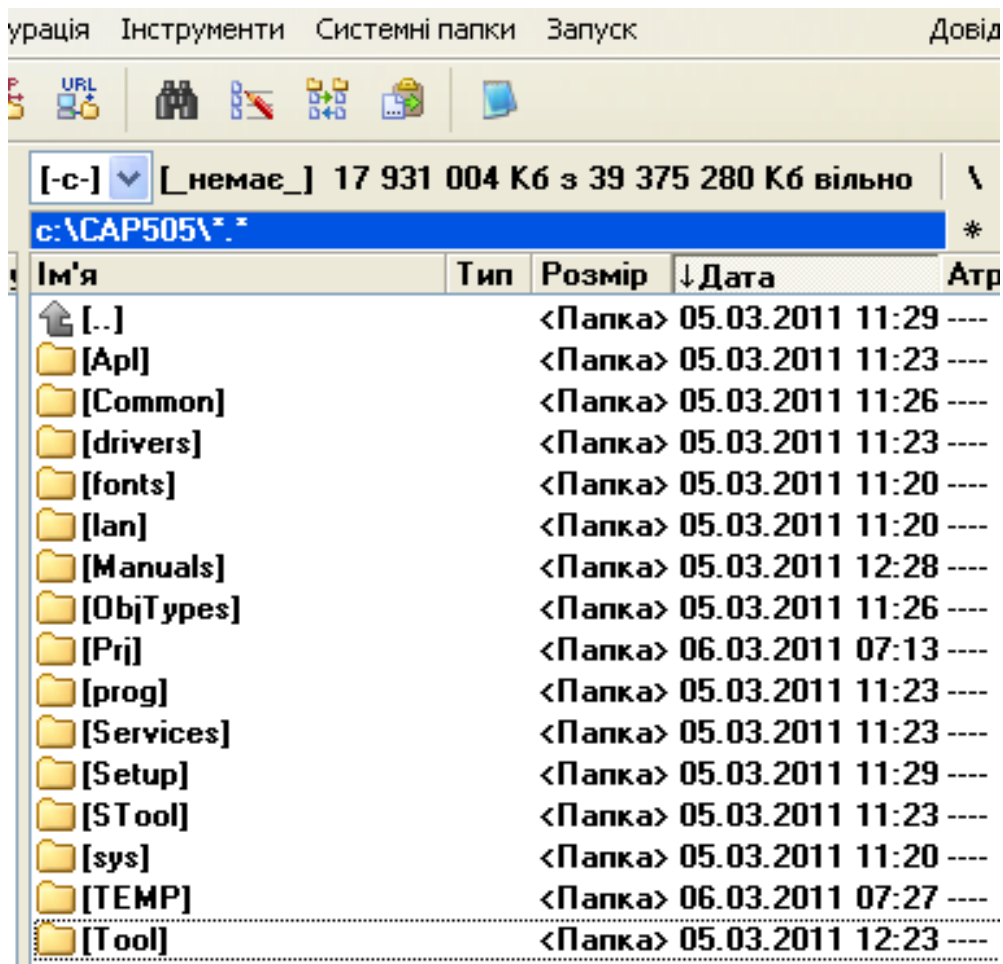 урація Інструменти Системні папки Запуск Довід
URL
[-c-] [_немає_] 17 931 004 Кб з 39 375 280 Кб вільно \
c:\CAP505\*.* *
Ім'я Тип Розмір ↓Дата Атр
[..] <Папка> 05.03.2011 11:29 ----
[Apl] <Папка> 05.03.2011 11:23 ----
[Common] <Папка> 05.03.2011 11:26 ----
[drivers] <Папка> 05.03.2011 11:23 ----
[fonts] <Папка> 05.03.2011 11:20 ----
[lan] <Папка> 05.03.2011 11:20 ----
[Manuals] <Папка> 05.03.2011 12:28 ----
[ObjTypes] <Папка> 05.03.2011 11:26 ----
[Prj] <Папка> 06.03.2011 07:13 ----
[prog] <Папка> 05.03.2011 11:23 ----
[Services] <Папка> 05.03.2011 11:23 ----
[Setup] <Папка> 05.03.2011 11:29 ----
[STool] <Папка> 05.03.2011 11:23 ----
[sys] <Папка> 05.03.2011 11:20 ----
[TEMP] <Папка> 06.03.2011 07:27 ----
[Tool] <Папка> 05.03.2011 12:23 ----